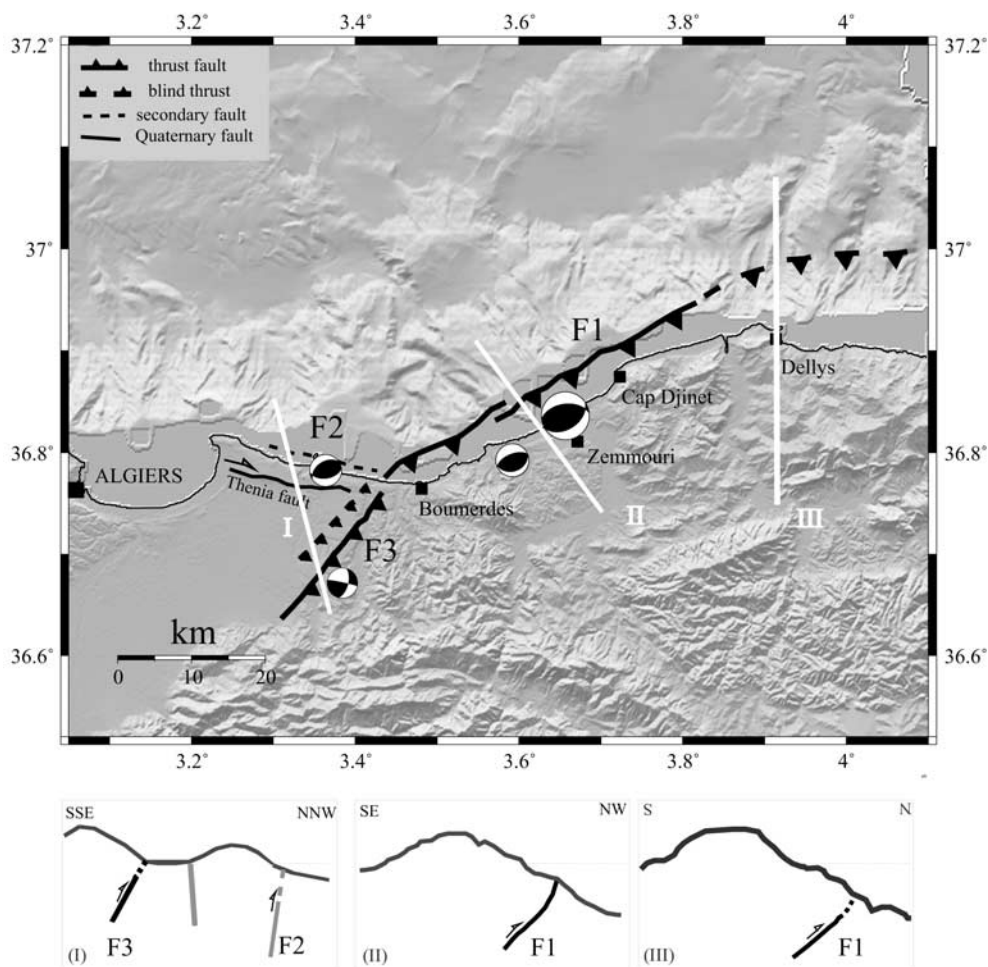 3.2° 3.4° 3.6° 3.8° 4°
37.2° 37.2°
thrust fault
blind thrust
secondary fault
Quaternary fault
37° 37°
F1
Dellys
Cap Djinet
F2
36.8° 36.8°
Zemmouri
ALGIERS
Thenia fault
Boumerdes
I II III
F3
km
36.6° 36.6°
0 10 20
3.2° 3.4° 3.6° 3.8° 4°
SSE NNW
SE NW
S N
F3 F2
F1
F1
(I) (II) (III)